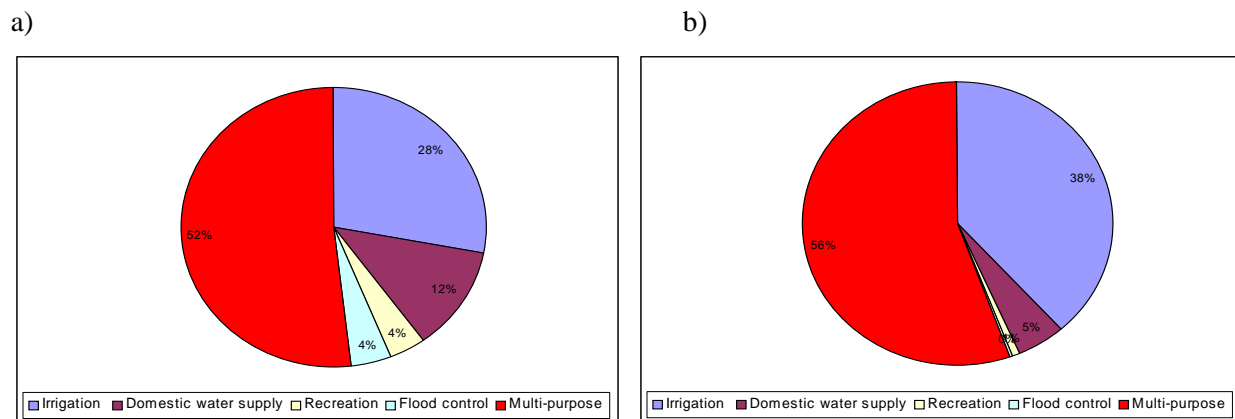 a)
b)
28%
12%
4%
4%
52%
Irrigation Domestic water supply Recreation Flood control Multi-purpose
38%
5%
56%
Irrigation Domestic water supply Recreation Flood control Multi-purpose